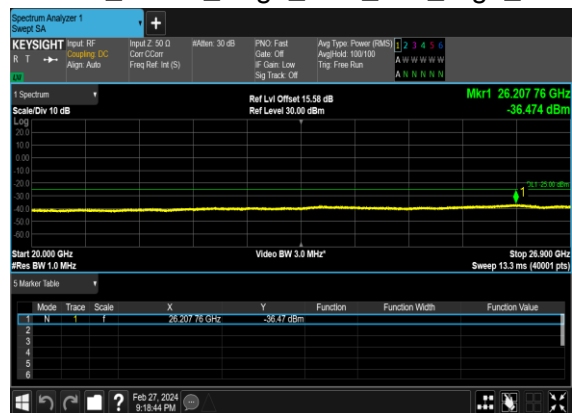 Spectrum Analyzer 1
Swept SA
+
KEYSIGHT
R T
Input: RF
Coupling: DC
Align: Auto
Input Z: 50 Ω
Corr CCorr
Freq Ref: Int (S)
#Atten: 30 dB
PNO: Fast
Gate: Off
IF Gain: Low
Sig Track: Off
Avg Type: Power (RMS)
Avg|Hold: 100/100
Trig: Free Run
1 2 3 4 5 6
A W W W W W
A N N N N N
1 Spectrum
Scale/Div 10 dB
Log
Ref Lvl Offset 15.58 dB
Ref Level 30.00 dBm
Mkr1 26.207 76 GHz
-36.474 dBm
20.0
10.0
0.00
-10.0
-20.0
-30.0
-40.0
-50.0
-60.0
1
DL1 -25.00 dBm
Start 20.000 GHz
#Res BW 1.0 MHz
Video BW 3.0 MHz*
Stop 26.900 GHz
Sweep 13.3 ms (40001 pts)
5 Marker Table
Mode Trace Scale X Y Function Function Width Function Value
1 N 1 f 26.207 76 GHz -36.47 dBm
2
3
4
5
6
?
Feb 27, 2024
9:18:44 PM